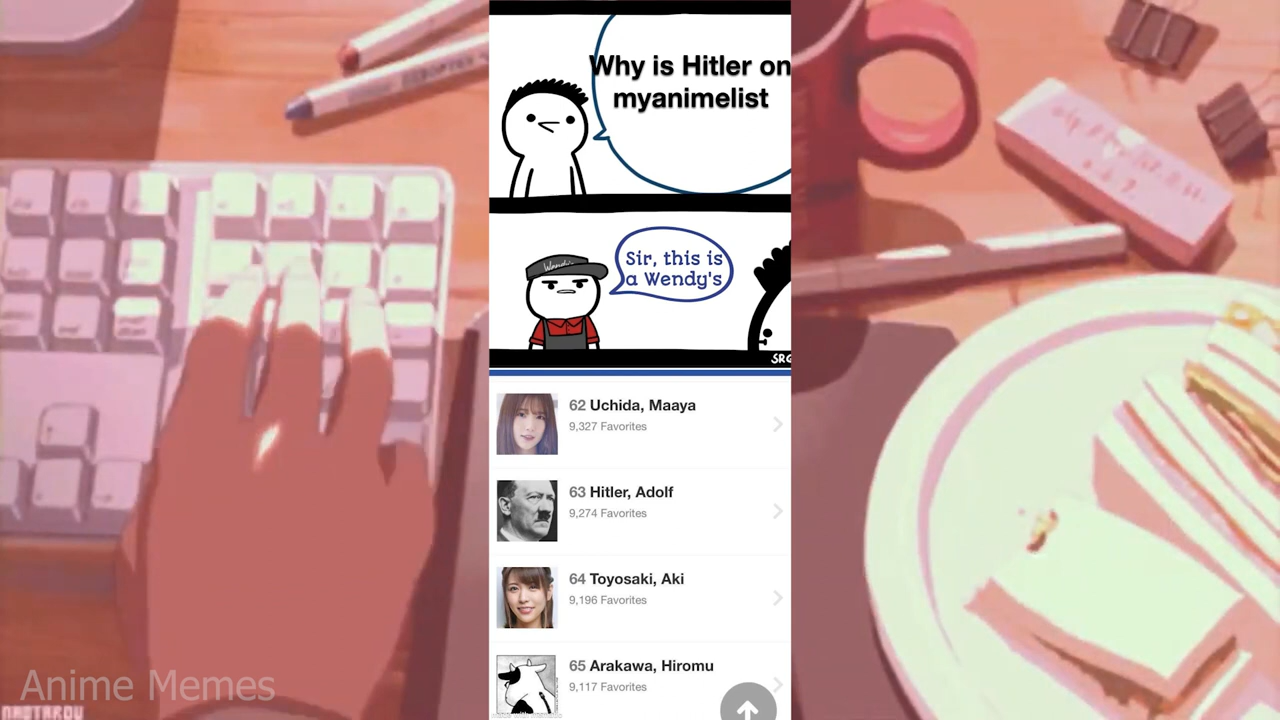 Why is Hitler on
myanimelist
Sir, this is
a Wendy's
62 Uchida, Maaya
9,327 Favorites
63 Hitler, Adolf
9,274 Favorites
64 Toyosaki, Aki
9,196 Favorites
65 Arakawa, Hiromu
9,117 Favorites
Anime Memes